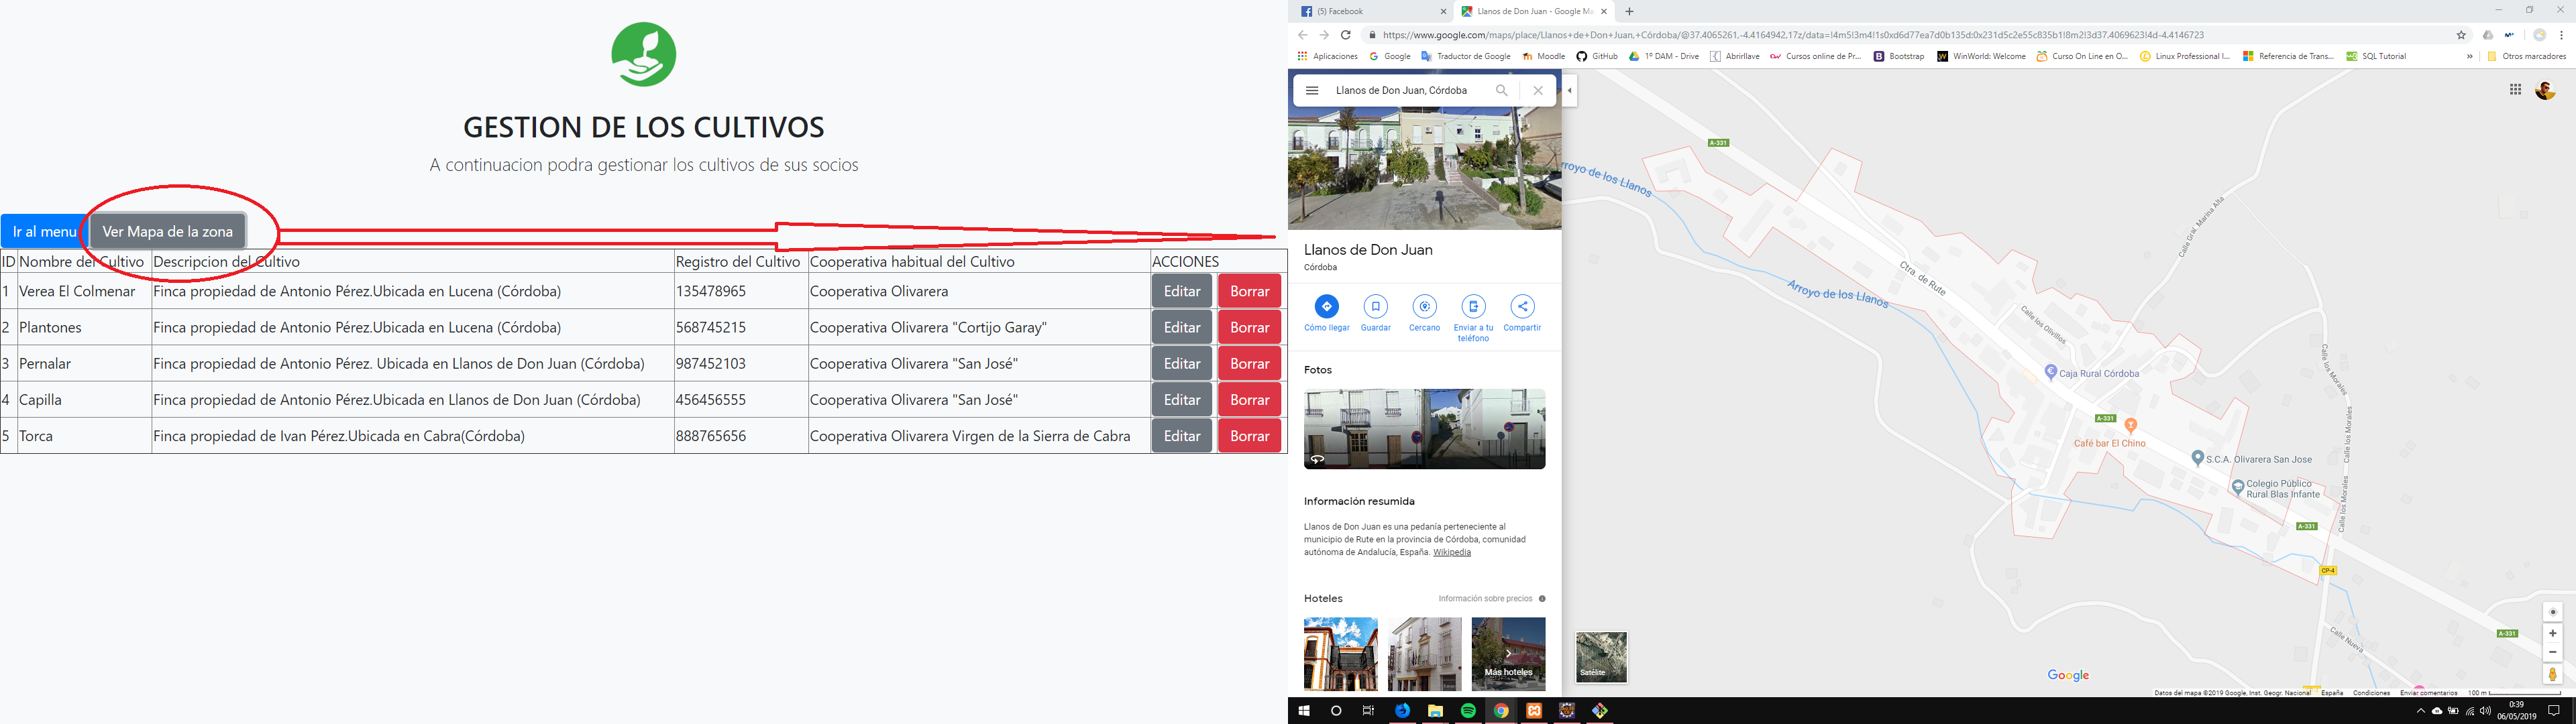 GESTION DE LOS CULTIVOS
A continuacion podra gestionar los cultivos de sus socios
Ir al menu Ver Mapa de la zona
ID Nombre del Cultivo Descripcion del Cultivo Registro del Cultivo Cooperativa habitual del Cultivo ACCIONES
1 Verea El Colmenar Finca propiedad de Antonio Pérez.Ubicada en Lucena (Córdoba) 135478965 Cooperativa Olivarera Editar Borrar
2 Plantones Finca propiedad de Antonio Pérez.Ubicada en Lucena (Córdoba) 568745215 Cooperativa Olivarera "Cortijo Garay" Editar Borrar
3 Pernalar Finca propiedad de Antonio Pérez. Ubicada en Llanos de Don Juan (Córdoba) 987452103 Cooperativa Olivarera "San José" Editar Borrar
4 Capilla Finca propiedad de Antonio Pérez.Ubicada en Llanos de Don Juan (Córdoba) 456456555 Cooperativa Olivarera "San José" Editar Borrar
5 Torca Finca propiedad de Ivan Pérez.Ubicada en Cabra(Córdoba) 888765656 Cooperativa Olivarera Virgen de la Sierra de Cabra Editar Borrar
(5) Facebook Llanos de Don Juan - Google Ma
https://www.google.com/maps/place/Llanos+de+Don+Juan,+Córdoba/@37.4065261,-4.4164942,17z/data=!4m5!3m4!1s0xd6d77ea7d0b135d:0x231d5c2e55c835b1!8m2!3d37.4069623!4d-4.4146723
Aplicaciones Google Traductor de Google Moodle GitHub 1º DAM - Drive Abrirllave Cursos online de Pr... Bootstrap WinWorld: Welcome Curso On Line en O... Linux Professional I... Referencia de Trans... SQL Tutorial » Otros marcadores
Llanos de Don Juan, Córdoba
Llanos de Don Juan
Córdoba
Cómo llegar Guardar Cercano Enviar a tu teléfono Compartir
Fotos
Información resumida
Llanos de Don Juan es una pedanía perteneciente al
municipio de Rute en la provincia de Córdoba, comunidad
autónoma de Andalucía, España. Wikipedia
Hoteles Información sobre precios
Más hoteles
A-331
Arroyo de los Llanos
Calle Gral Marina Alta
Ctra. de Rute
Arroyo de los Llanos
Calle los Olivillos
Calle los Morales
Caja Rural Córdoba
Calle los Morales
A-331
Café bar El Chino
S.C.A. Olivarera San Jose
Colegio Público
Rural Blas Infante
Calle los Morales
A-331
CP-4
A-331
Calle Nueva
Satélite
Google
Datos del mapa ©2019 Google, Inst. Geogr. Nacional España Condiciones Enviar comentarios 100 m
0:39
06/05/2019